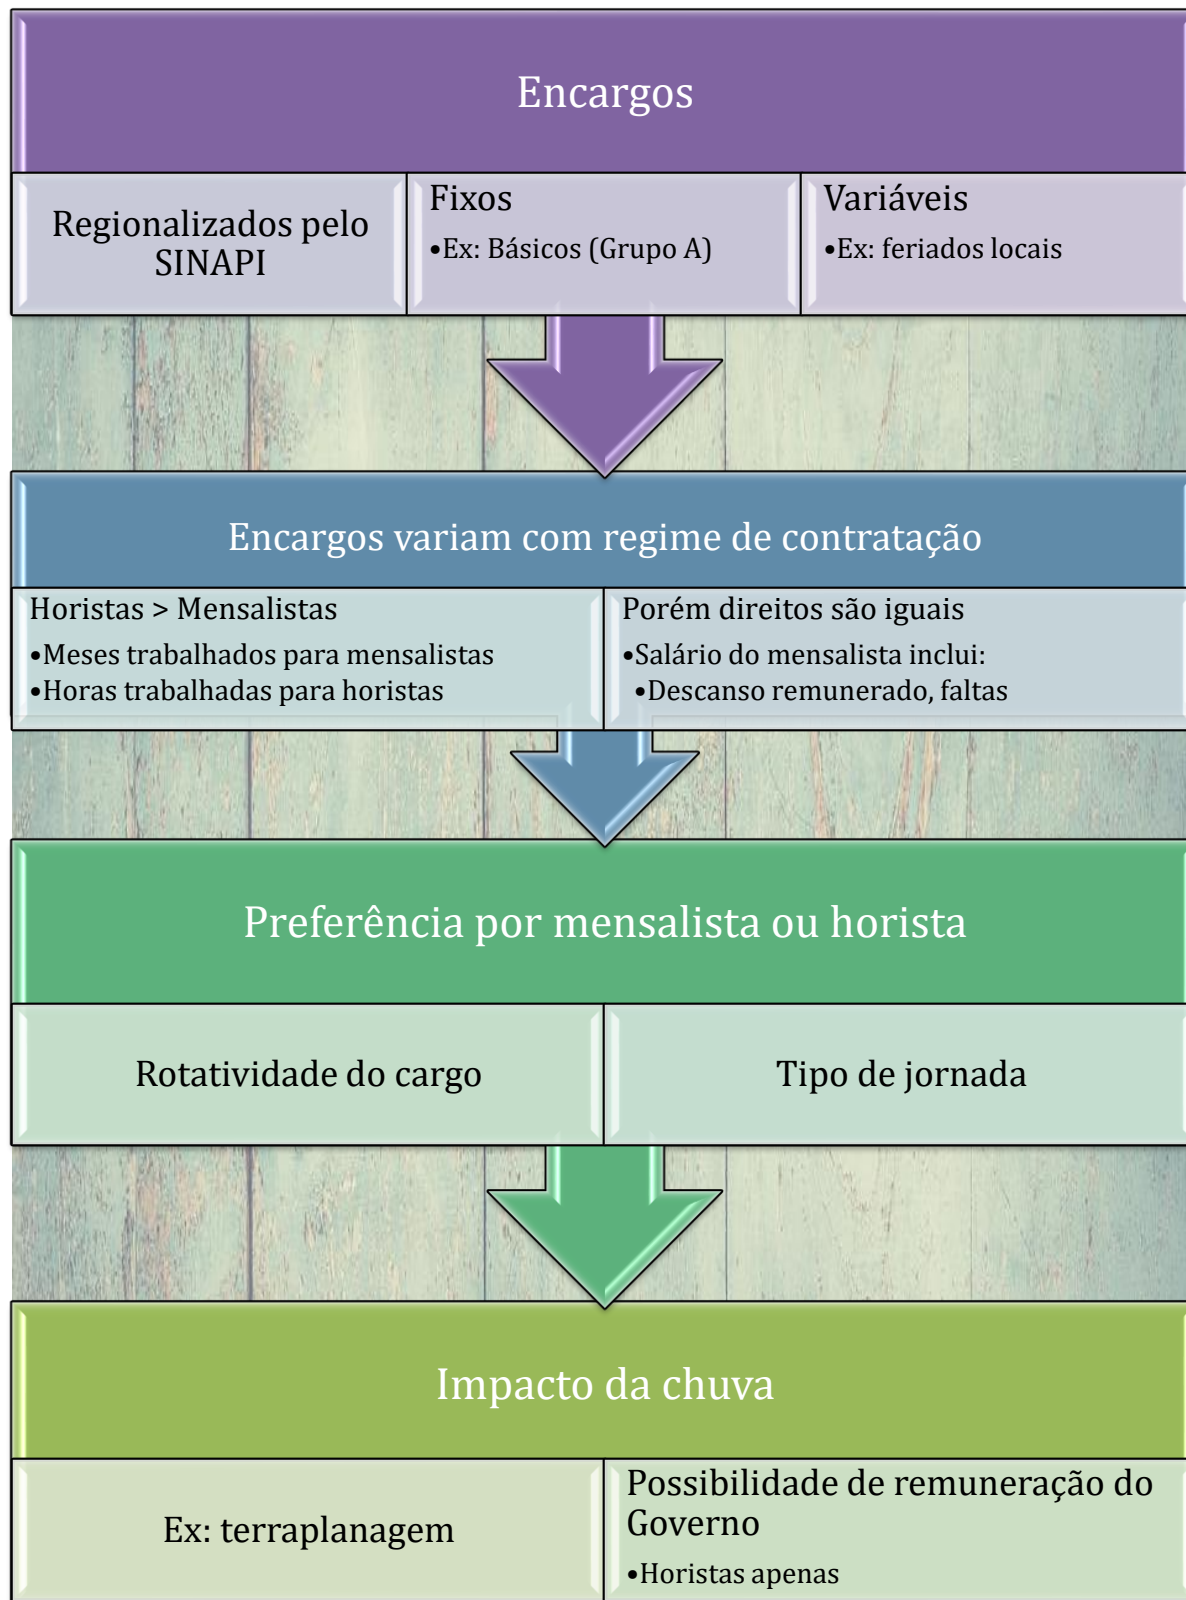 Encargos
Regionalizados pelo
SINAPI
Fixos
•Ex: Básicos (Grupo A)
Variáveis
•Ex: feriados locais
Encargos variam com regime de contratação
Horistas > Mensalistas
•Meses trabalhados para mensalistas
•Horas trabalhadas para horistas
Porém direitos são iguais
•Salário do mensalista inclui:
•Descanso remunerado, faltas
Preferência por mensalista ou horista
Rotatividade do cargo
Tipo de jornada
Impacto da chuva
Ex: terraplanagem
Possibilidade de remuneração do
Governo
•Horistas apenas